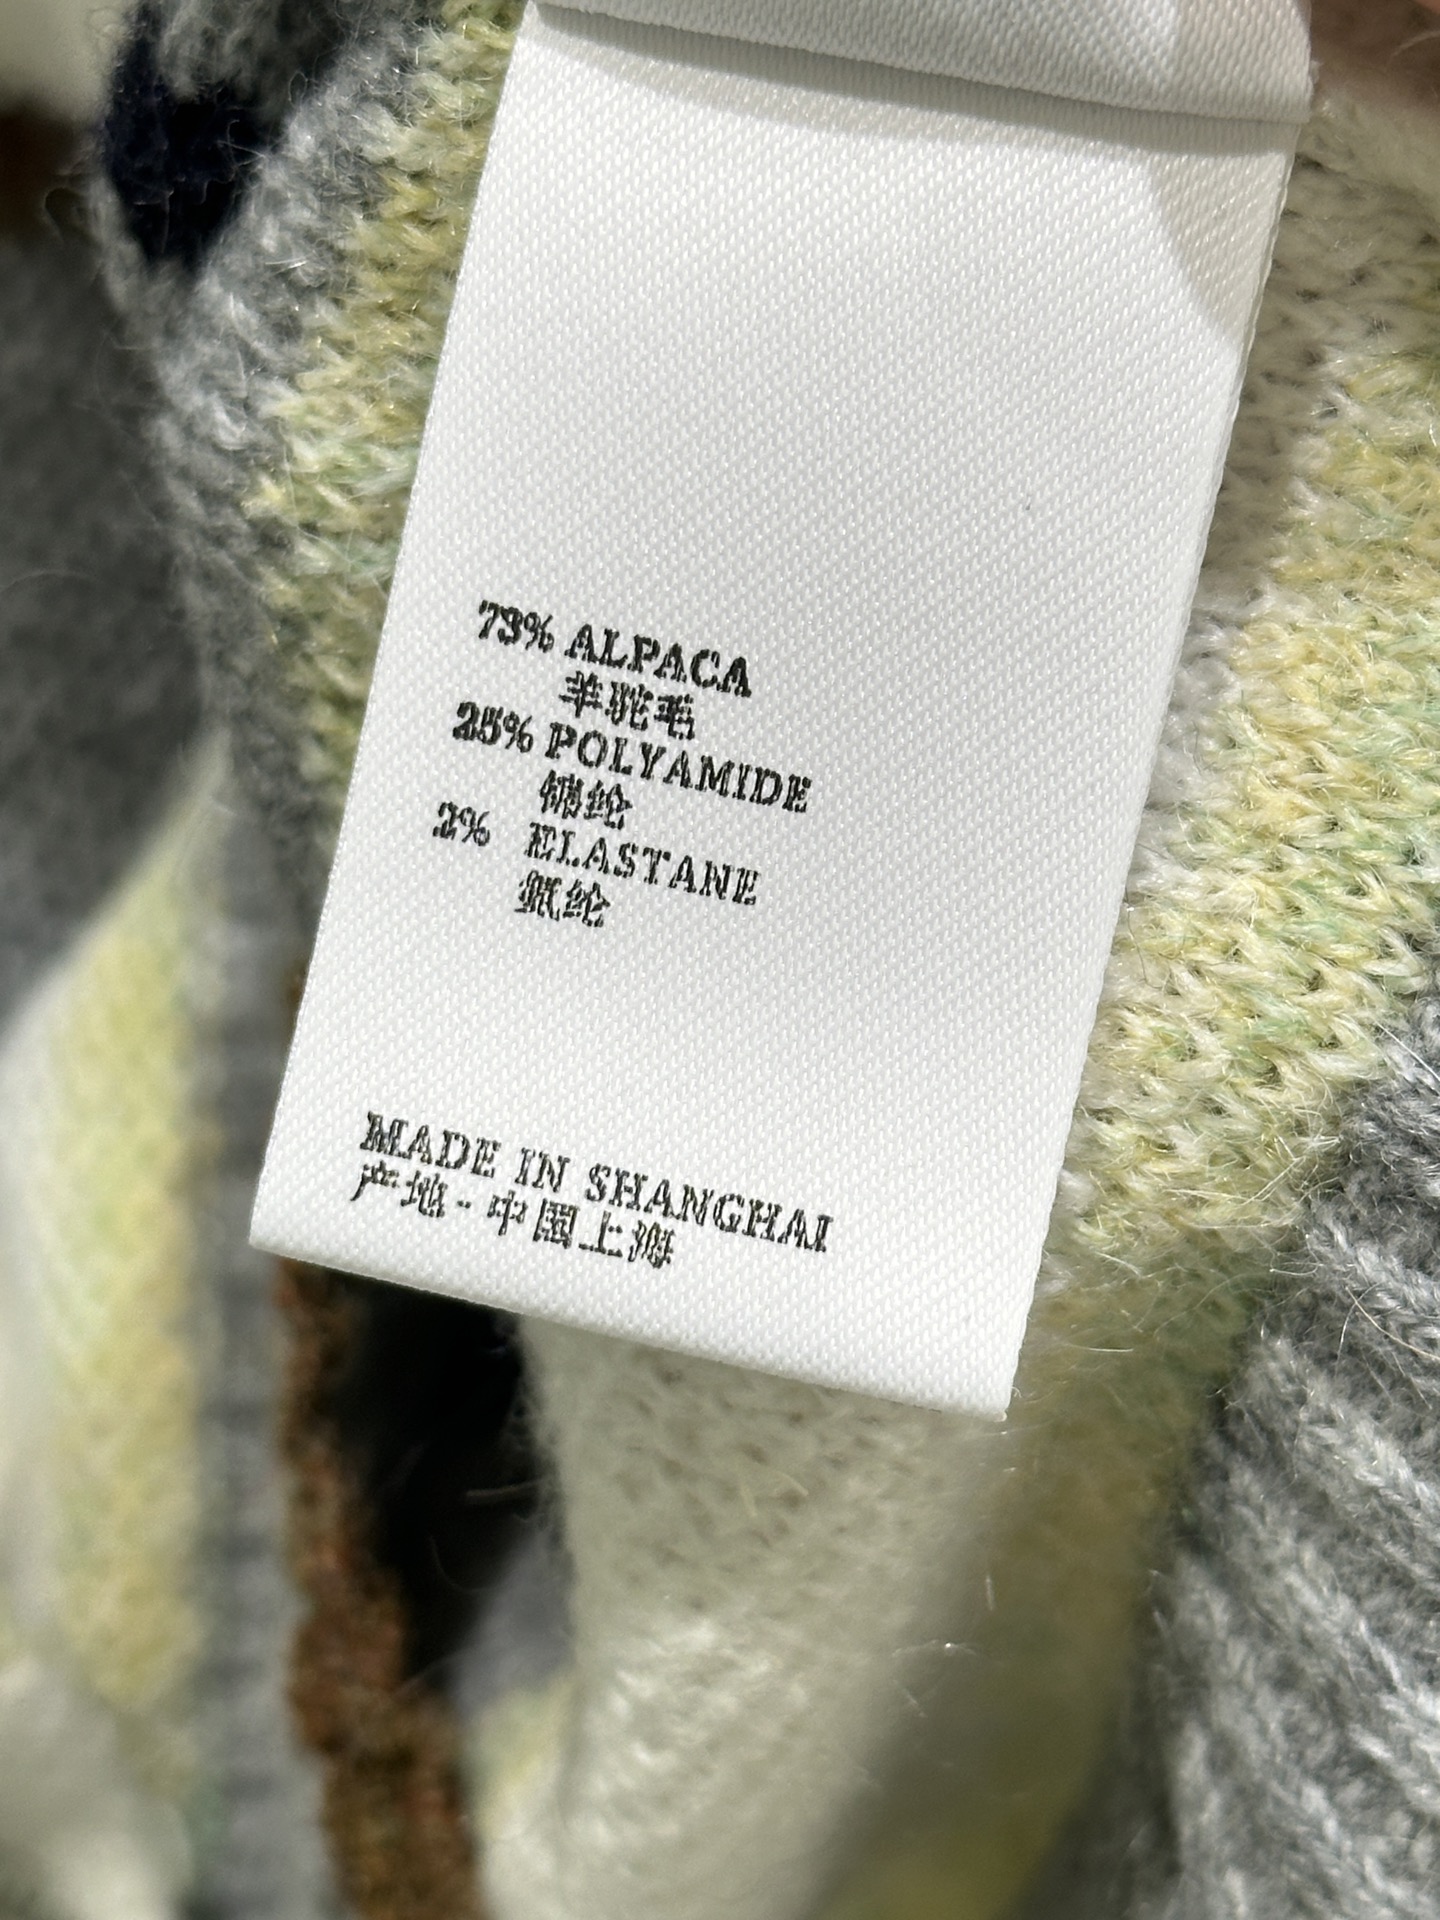 73% ALPACA
羊驼毛
25% POLYAMIDE
锦纶
2% ELASTANE
氨纶
MADE IN SHANGHAI
产地-中国上海